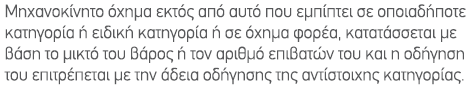 Μηχανοκίνητο όχημα εκτός από αυτό που εμπίπτει σε οποιαδήποτε
κατηγορία ή ειδική κατηγορία ή σε όχημα φορέα, κατατάσσεται με
βάση το μικτό του βάρος ή τον αριθμό επιβατών του και η οδήγηση
του επιτρέπεται με την άδεια οδήγησης της αντίστοιχης κατηγορίας.